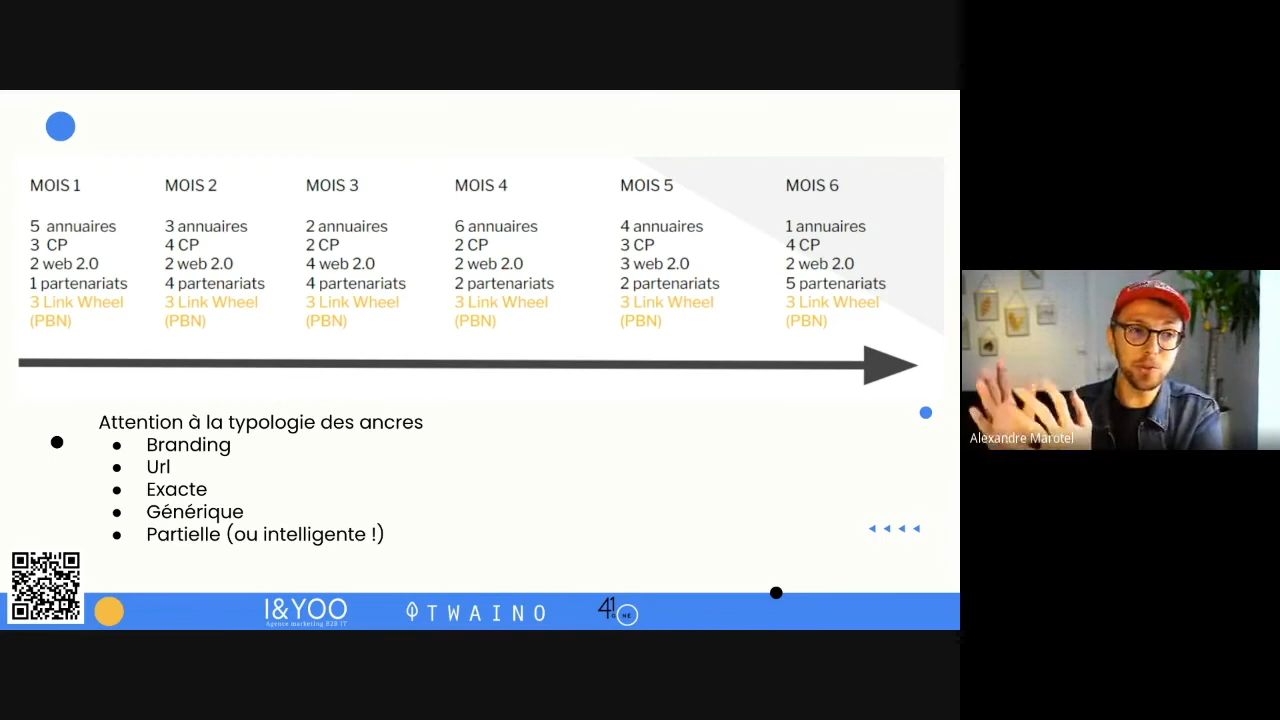 MOIS 1
5 annuaires
3 CP
2 web 2.0
1 partenariats
3 Link Wheel
(PBN)
MOIS 2
3 annuaires
4 CP
2 web 2.0
4 partenariats
3 Link Wheel
(PBN)
MOIS 3
2 annuaires
2 CP
4 web 2.0
4 partenariats
3 Link Wheel
(PBN)
MOIS 4
6 annuaires
2 CP
2 web 2.0
2 partenariats
3 Link Wheel
(PBN)
MOIS 5
4 annuaires
3 CP
3 web 2.0
2 partenariats
3 Link Wheel
(PBN)
MOIS 6
1 annuaires
4 CP
2 web 2.0
5 partenariats
3 Link Wheel
(PBN)
Attention à la typologie des ancres
Branding
Url
Exacte
Générique
Partielle (ou intelligente !)
I&YOO
Agence marketing B2B IT
TWAINO
41
Alexandre Marotel